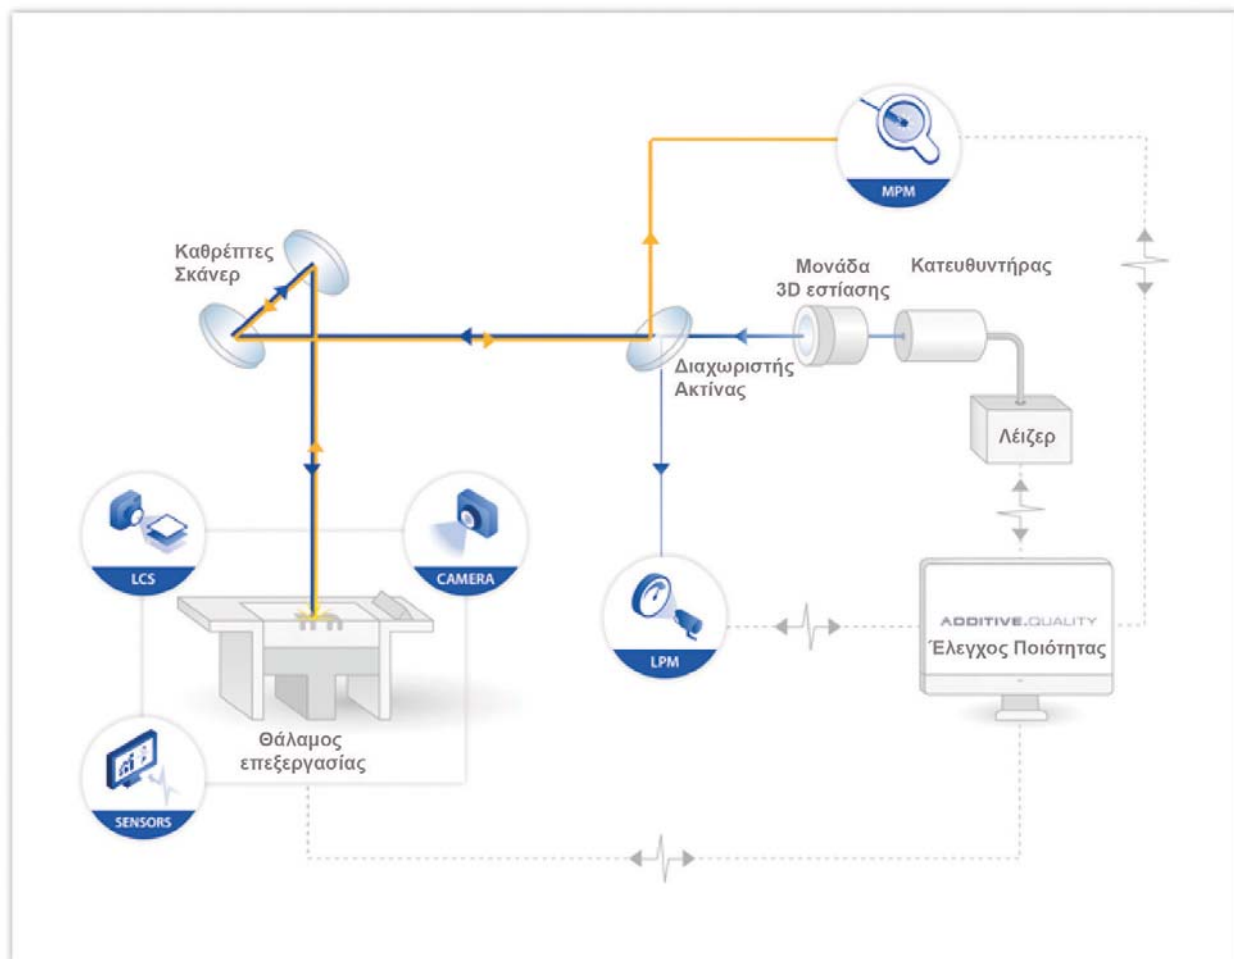 MPM
Καθρέπτες
Σκάνερ
Μονάδα
3D εστίασης
Κατευθυντήρας
Διαχωριστής
Ακτίνας
Λέιζερ
LCS
CAMERA
LPM
ADDITIVE.QUALITY
Έλεγχος Ποιότητας
Θάλαμος
επεξεργασίας
SENSORS